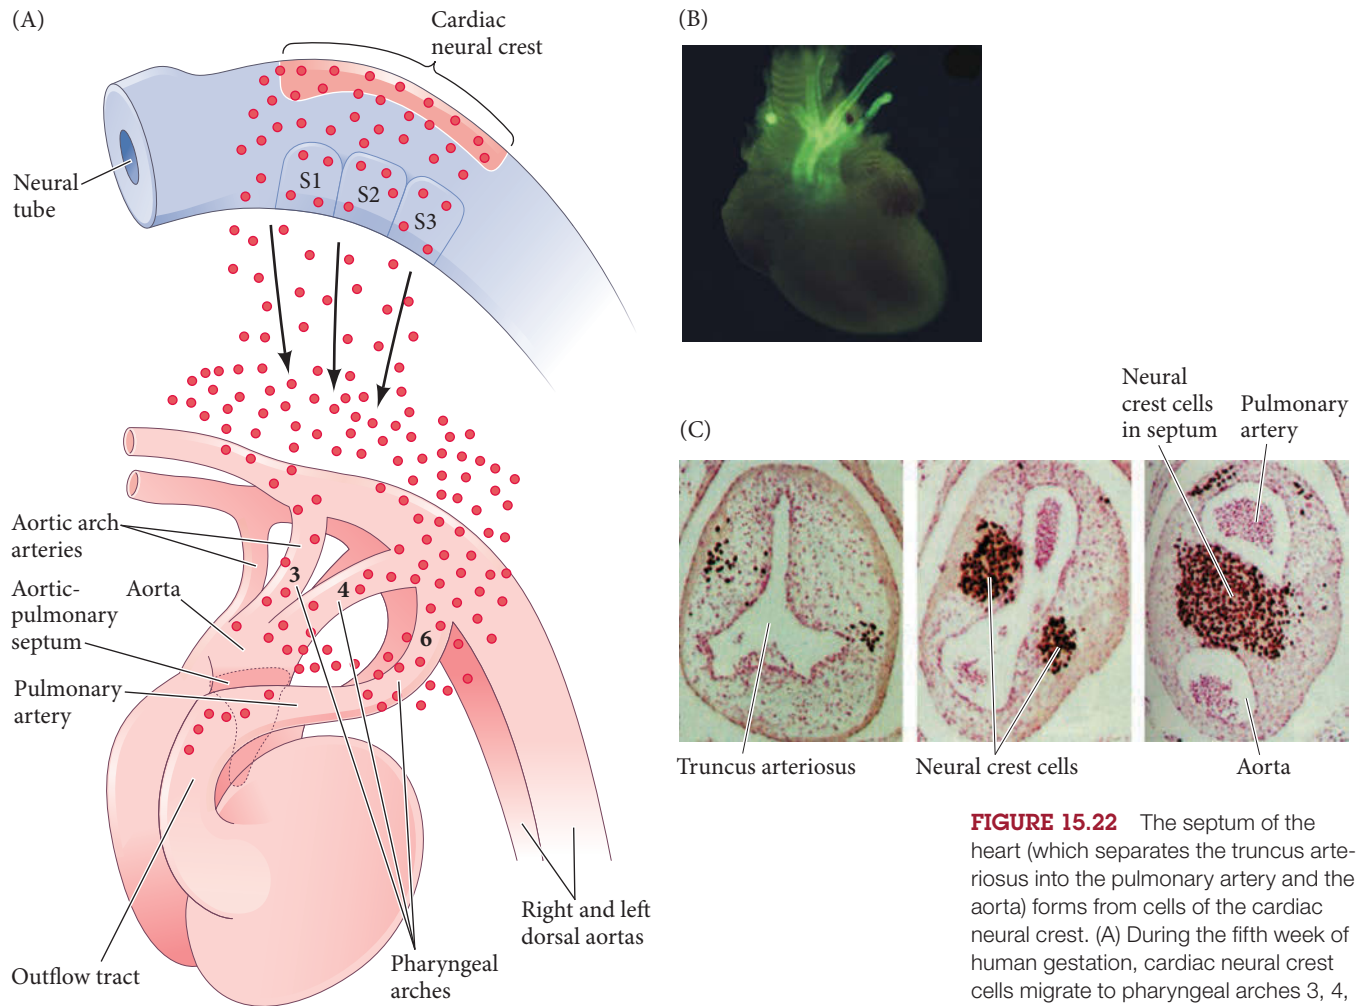 (A)
Cardiac
neural crest
Neural
tube
S1
S2
S3
Aortic arch
arteries
Aortic-
pulmonary
septum
Aorta
Pulmonary
artery
3
4
6
Outflow tract
Pharyngeal
arches
Right and left
dorsal aortas
(B)
(C)
Neural
crest cells
in septum
Pulmonary
artery
Truncus arteriosus
Neural crest cells
Aorta
FIGURE 15.22 The septum of the
heart (which separates the truncus arte-
riosus into the pulmonary artery and the
aorta) forms from cells of the cardiac
neural crest. (A) During the fifth week of
human gestation, cardiac neural crest
cells migrate to pharyngeal arches 3, 4,